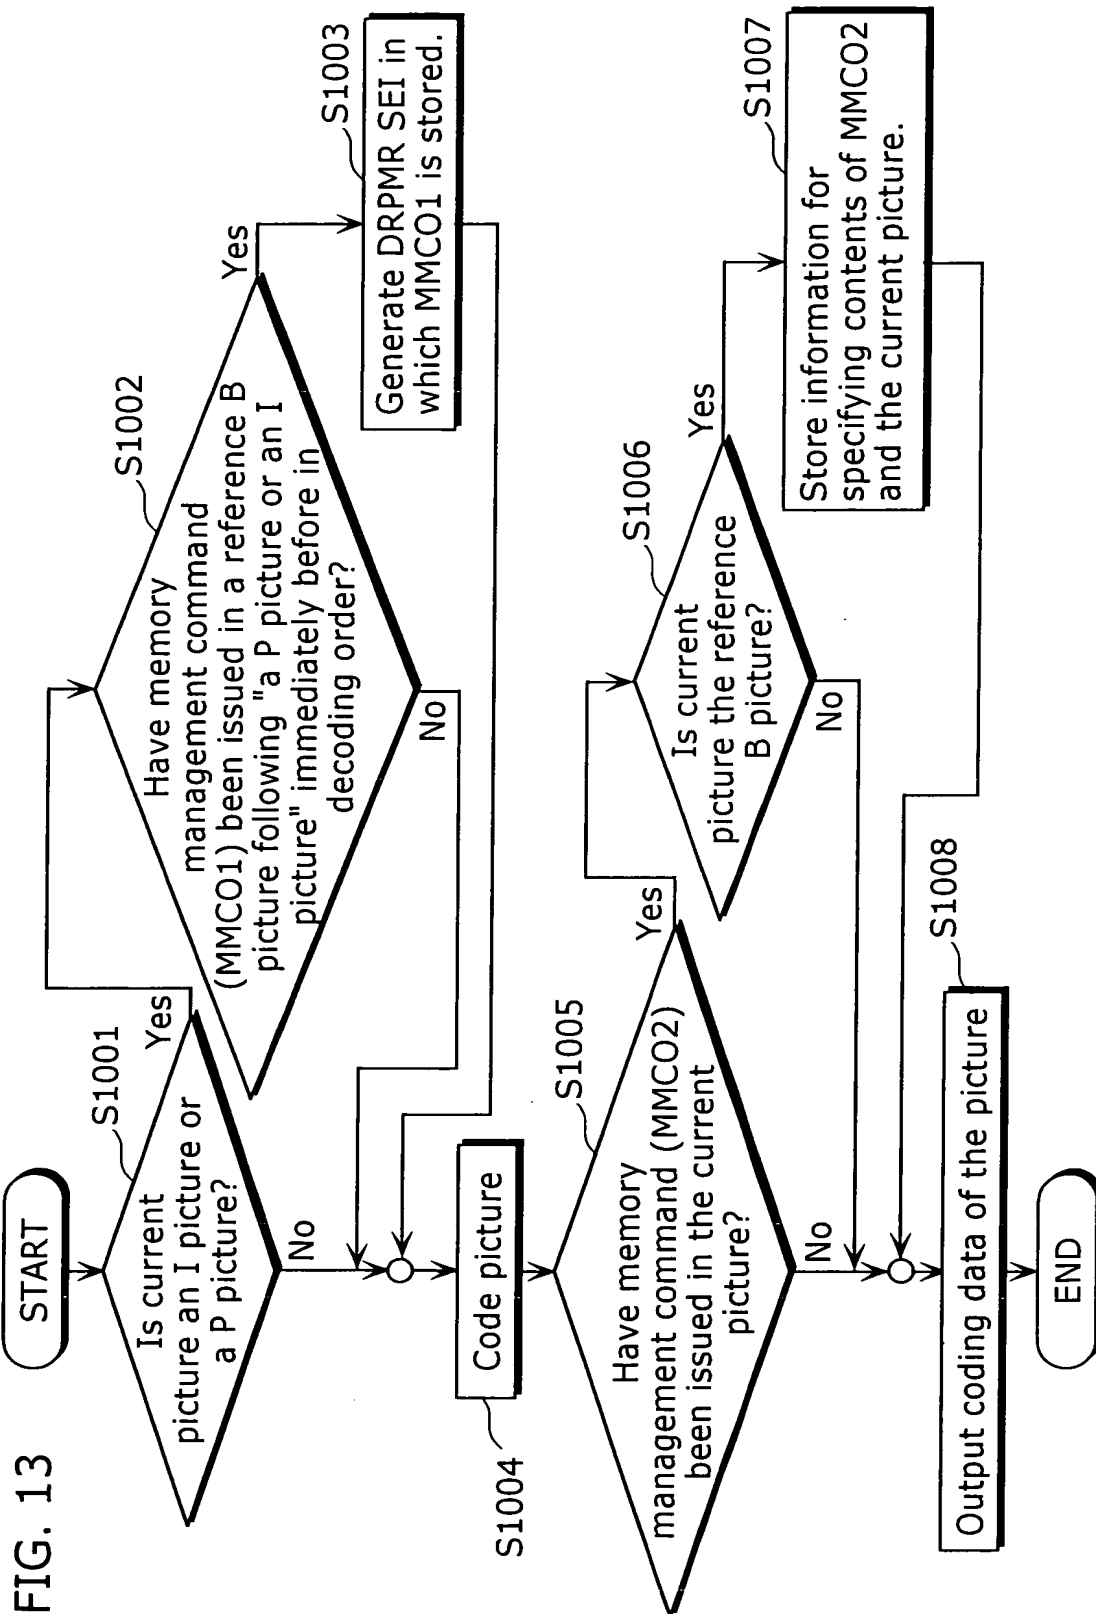 FIG. 13
START
S1001
Is current
picture an I picture or
a P picture?
Yes
No
S1002
Have memory
management command
(MMCO1) been issued in a reference B
picture following "a P picture or an I
picture" immediately before in
decoding order?
Yes
No
S1003
Generate DRPMR SEI in
which MMCO1 is stored.
S1004
Code picture
S1005
Have memory
management command (MMCO2)
been issued in the current
picture?
Yes
No
S1006
Is current
picture the reference
B picture?
Yes
No
S1007
Store information for
specifying contents of MMCO2
and the current picture.
S1008
Output coding data of the picture
END